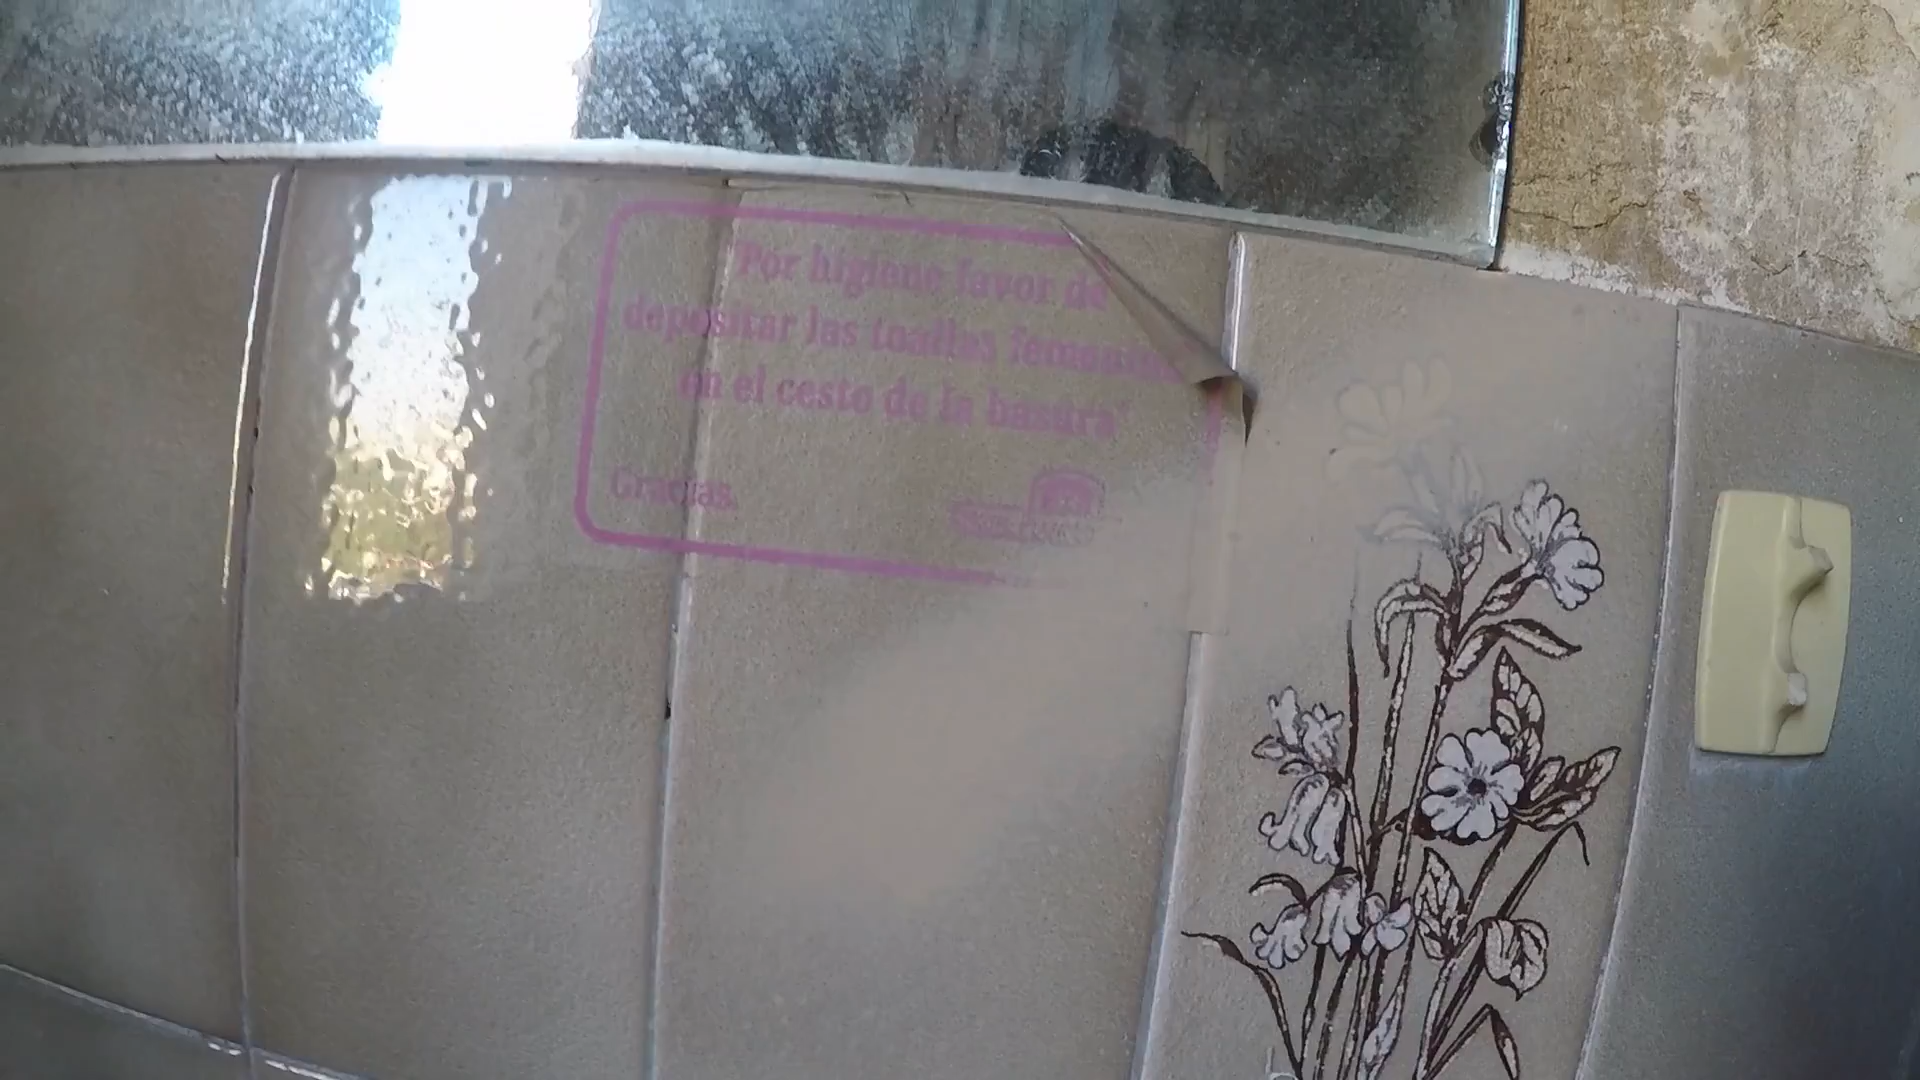 "Por higiene favor de
depositar las toallas femeninas
en el cesto de la basura"
Gracias.